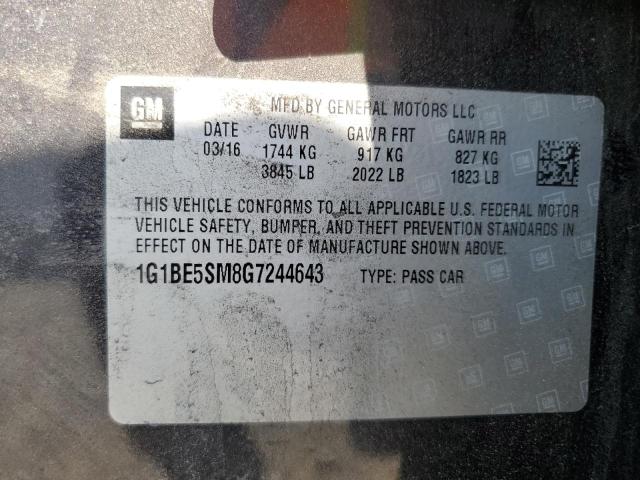 GM
MFD BY GENERAL MOTORS LLC
DATE GVWR GAWR FRT GAWR RR
03/16 1744 KG 917 KG 827 KG
3845 LB 2022 LB 1823 LB
THIS VEHICLE CONFORMS TO ALL APPLICABLE U.S. FEDERAL MOTOR
VEHICLE SAFETY, BUMPER, AND THEFT PREVENTION STANDARDS IN
EFFECT ON THE DATE OF MANUFACTURE SHOWN ABOVE.
1G1BE5SM8G7244643 TYPE: PASS CAR